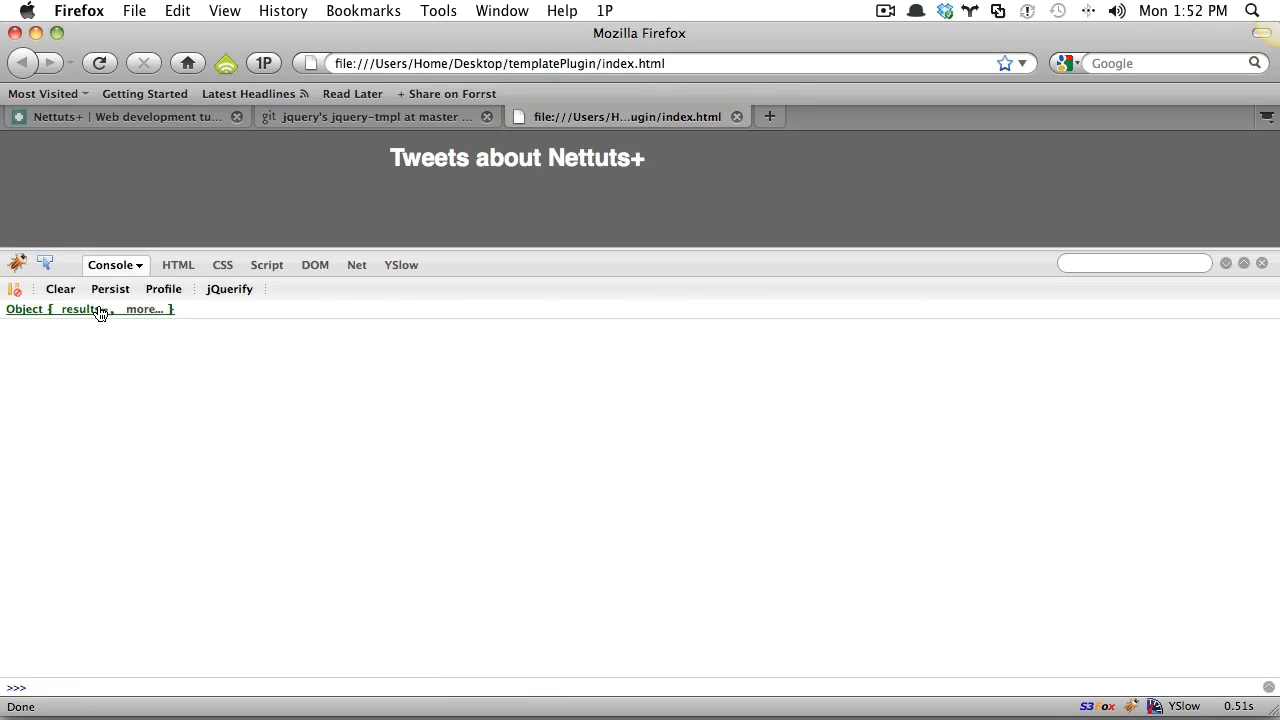 Firefox File Edit View History Bookmarks Tools Window Help 1P Mon 1:52 PM
Mozilla Firefox
1P file:///Users/Home/Desktop/templatePlugin/index.html Google
Most Visited Getting Started Latest Headlines Read Later + Share on Forrst
Nettuts+ | Web development tu... git jquery's jquery-tmpl at master ... file:///Users/H...ugin/index.html +
Tweets about Nettuts+
Console HTML CSS Script DOM Net YSlow
Clear Persist Profile jQuerify
Object { more... }
>>>
Done S3Fox YSlow 0.51s